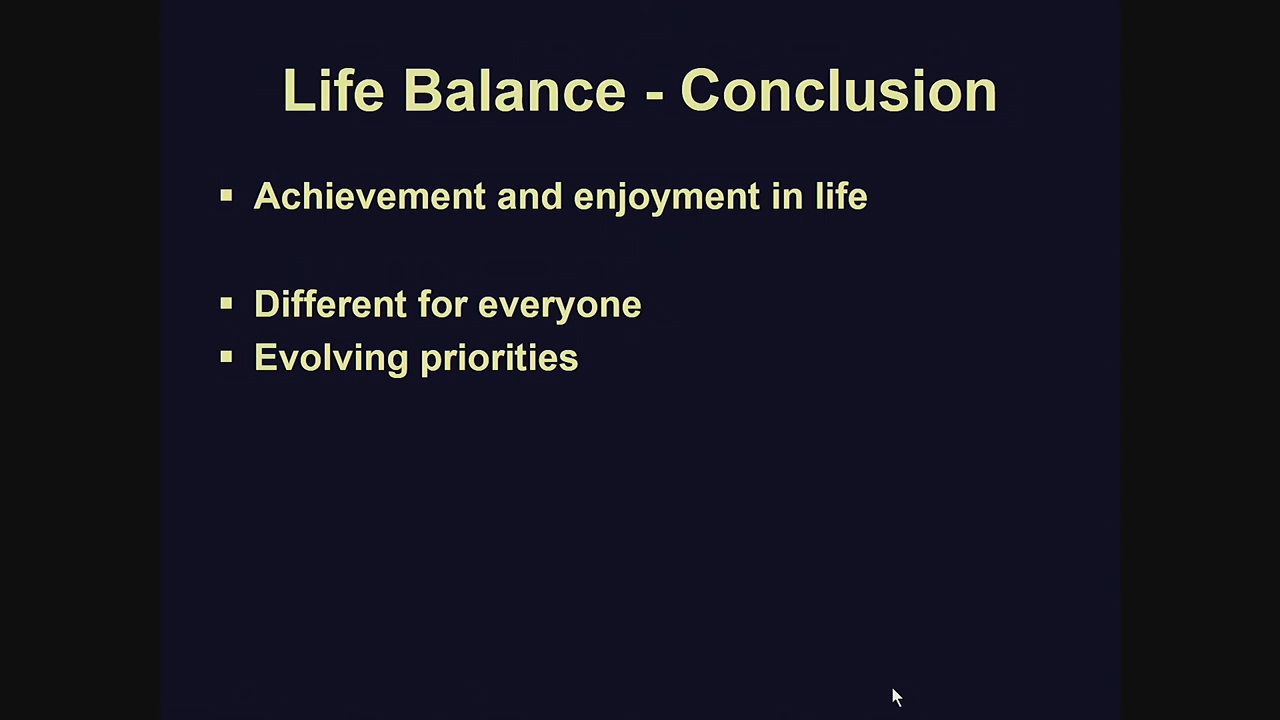 Life Balance - Conclusion
▪ Achievement and enjoyment in life
▪ Different for everyone
▪ Evolving priorities